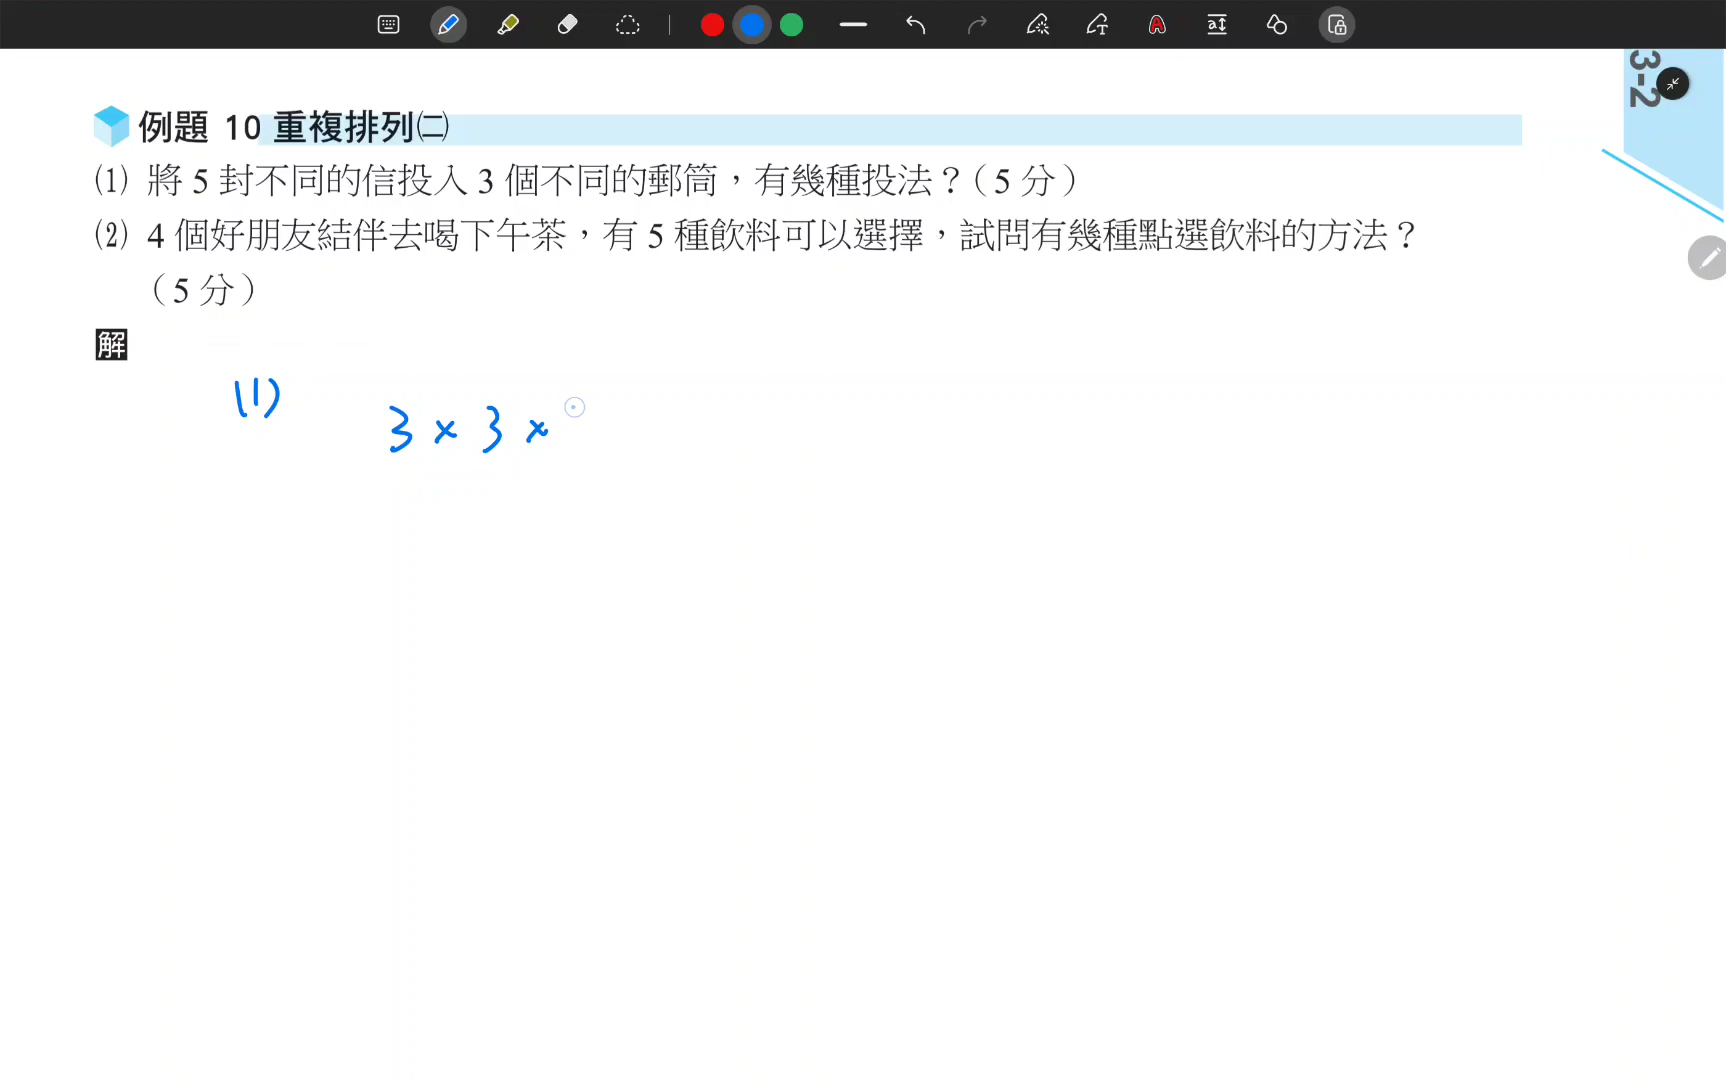 3-2
例題 10 重複排列㈡
⑴ 將 5 封不同的信投入 3 個不同的郵筒，有幾種投法？（5 分）
⑵ 4 個好朋友結伴去喝下午茶，有 5 種飲料可以選擇，試問有幾種點選飲料的方法？
（5 分）
解
(1) 3 × 3 ×